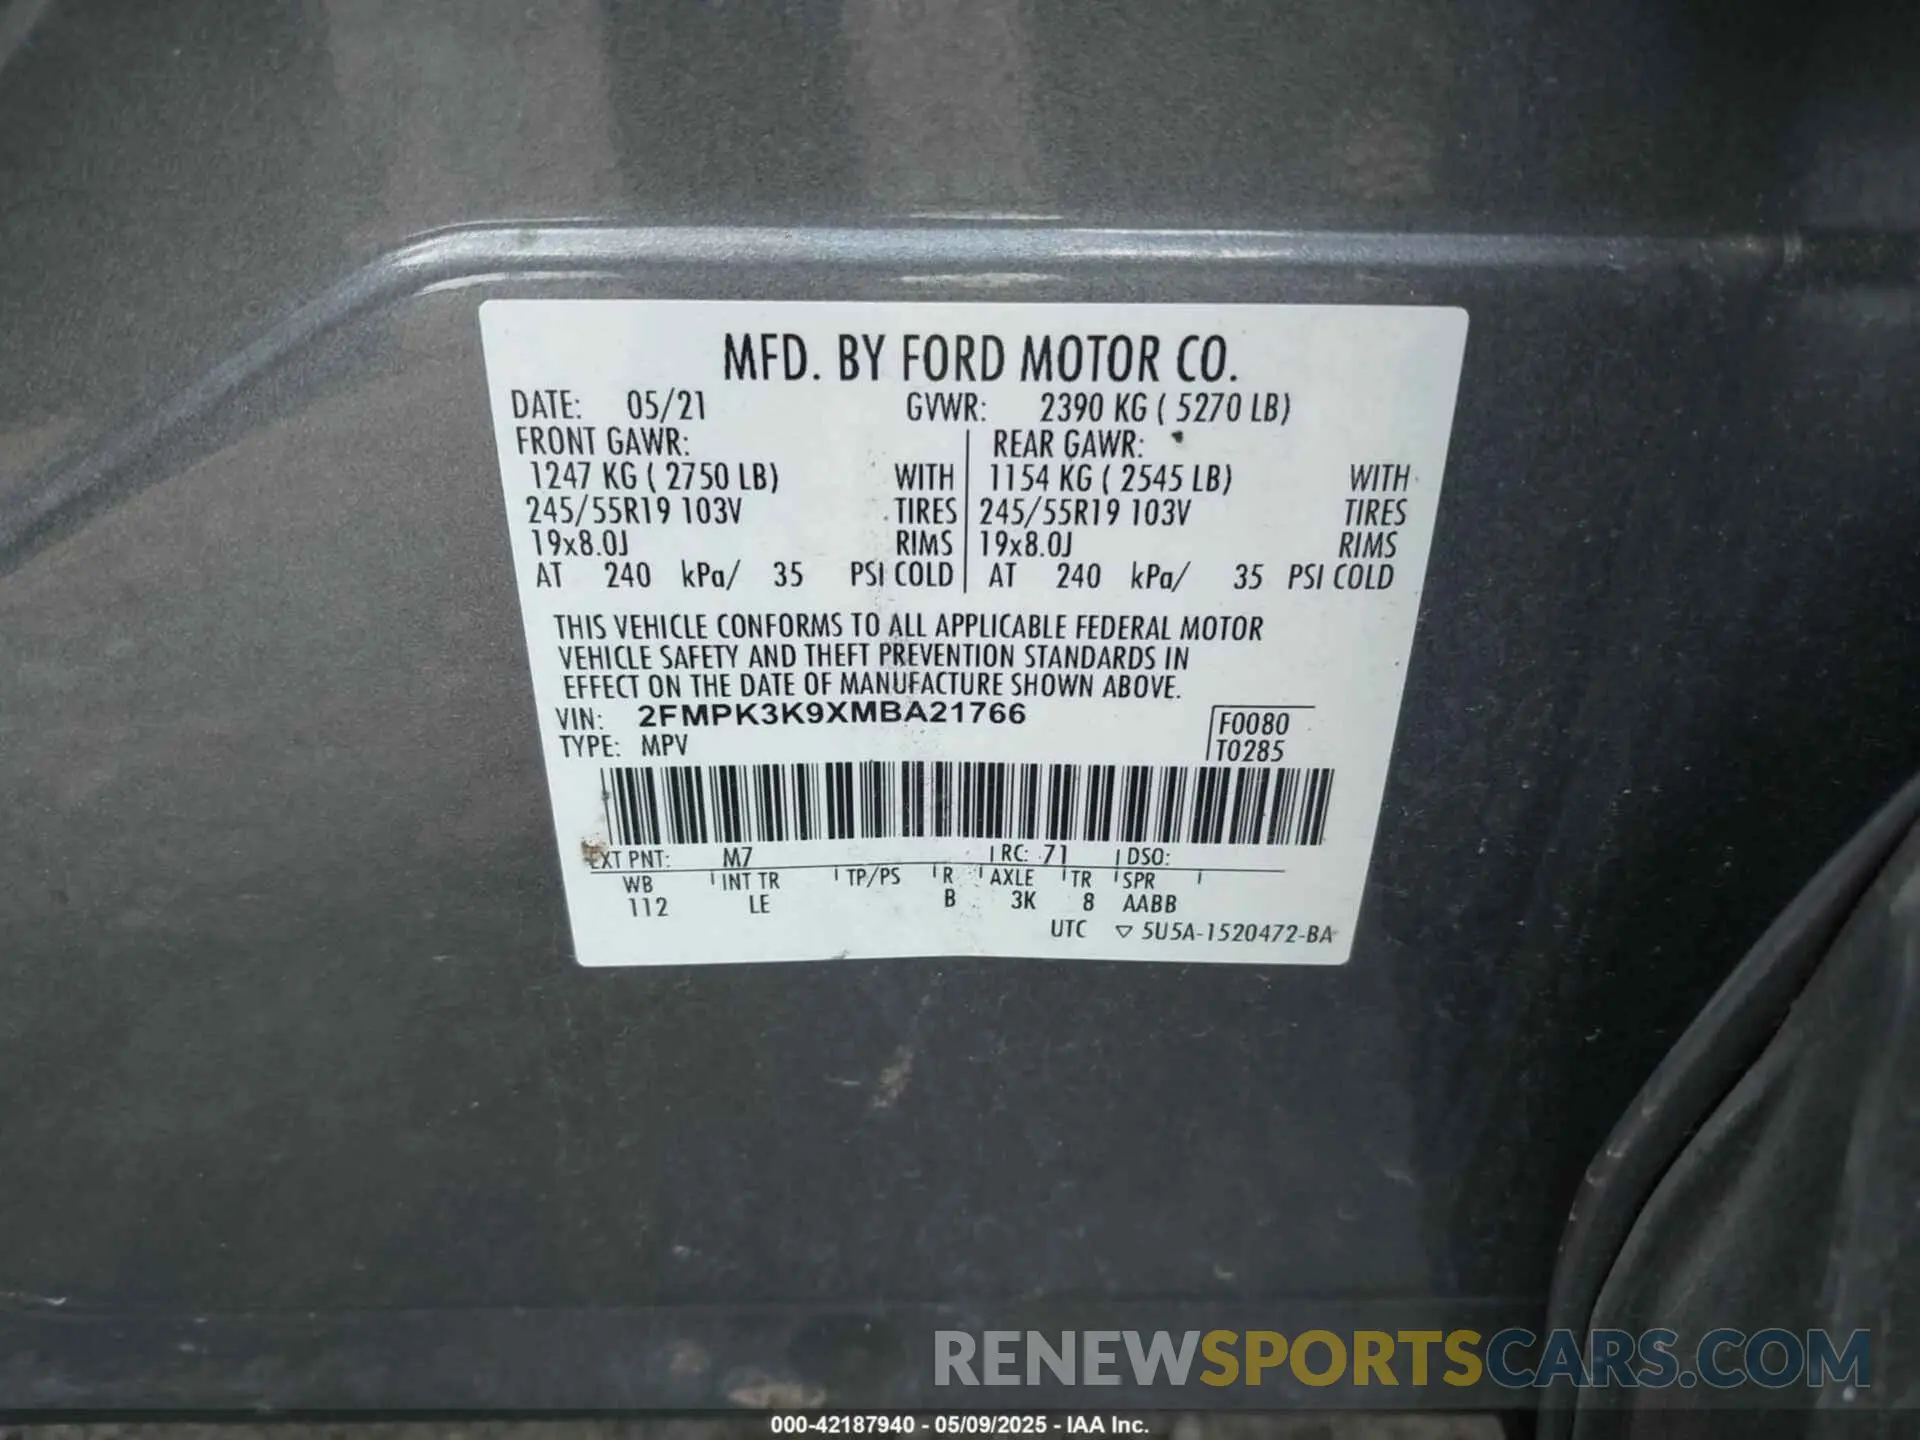 MFD. BY FORD MOTOR CO.
DATE: 05/21 GVWR: 2390 KG ( 5270 LB)
FRONT GAWR: REAR GAWR:
1247 KG ( 2750 LB) WITH 1154 KG ( 2545 LB) WITH
245/55R19 103V TIRES 245/55R19 103V TIRES
19x8.0J RIMS 19x8.0J RIMS
AT 240 kPa/ 35 PSI COLD AT 240 kPa/ 35 PSI COLD
THIS VEHICLE CONFORMS TO ALL APPLICABLE FEDERAL MOTOR
VEHICLE SAFETY AND THEFT PREVENTION STANDARDS IN
EFFECT ON THE DATE OF MANUFACTURE SHOWN ABOVE.
VIN: 2FMPK3K9XMBA21766 F0080
TYPE: MPV T0285
EXT PNT: M7 RC: 71 DSO:
WB INT TR TP/PS R AXLE TR SPR
112 LE B 3K 8 AABB
UTC ▽ 5U5A-1520472-BA
RENEWSPORTSCARS.COM
000-42187940 - 05/09/2025 - IAA Inc.